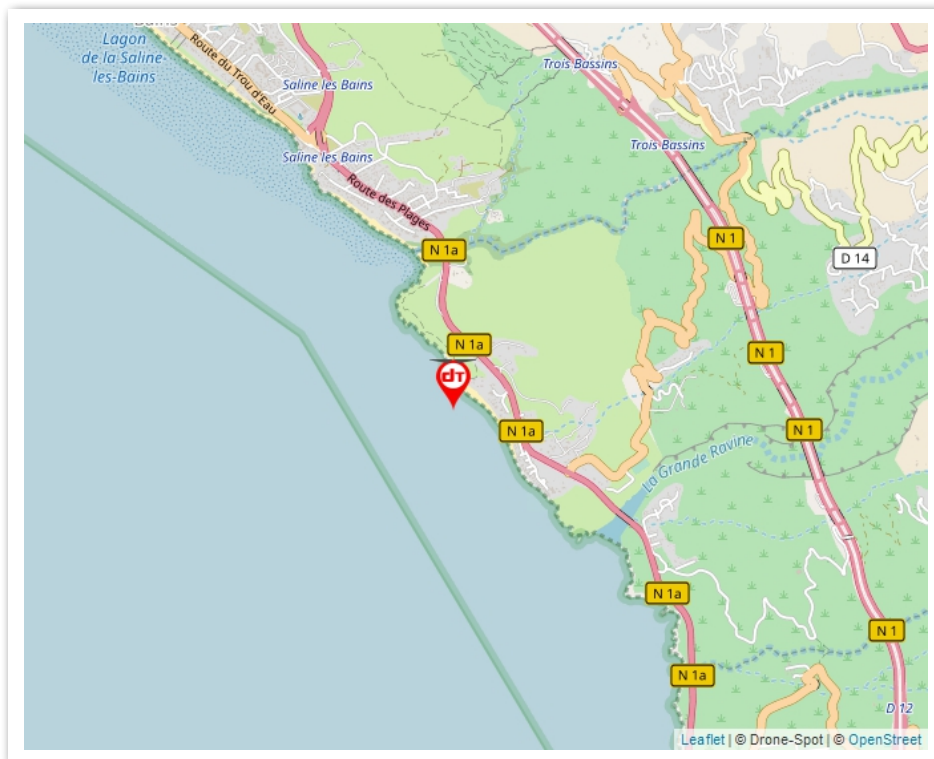 Bains
Lagon
de la Saline
les-Bains
Route du Trou d'Eau
Saline les Bains
Saline les Bains
Route des Plages
Trois Bassins
Trois Bassins
N 1a
N 1
D 14
N 1a
N 1
dT
N 1a
N 1
La Grande Ravine
N 1a
N 1
N 1a
D 12
Leaflet | © Drone-Spot | © OpenStreet